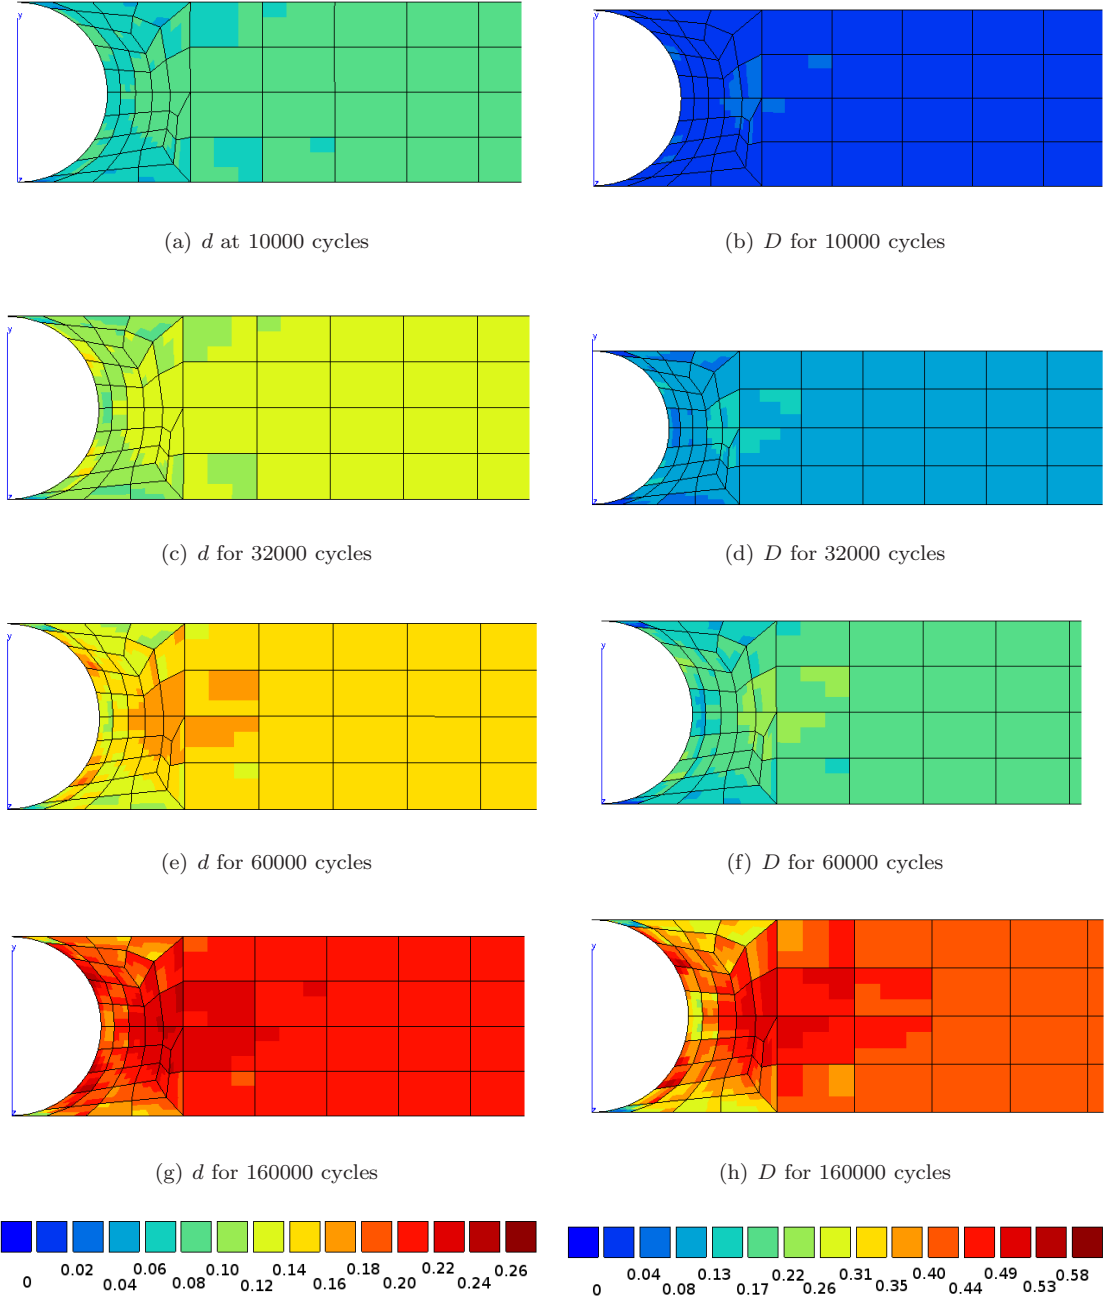 y
z
y
z
(a) d at 10000 cycles
(b) D for 10000 cycles
y
z
y
z
(c) d for 32000 cycles
(d) D for 32000 cycles
y
z
y
z
(e) d for 60000 cycles
(f) D for 60000 cycles
y
z
y
z
(g) d for 160000 cycles
(h) D for 160000 cycles
0 0.02 0.04 0.06 0.08 0.10 0.12 0.14 0.16 0.18 0.20 0.22 0.24 0.26
0 0.04 0.08 0.13 0.17 0.22 0.26 0.31 0.35 0.40 0.44 0.49 0.53 0.58